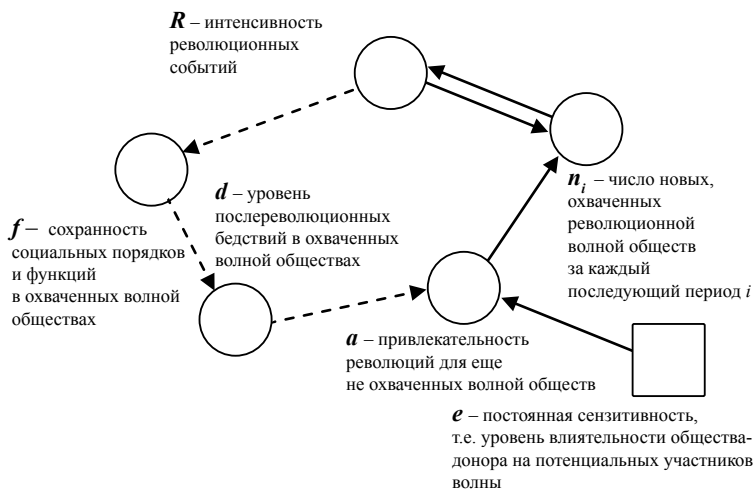 R – интенсивность
революционных
событий
d – уровень
послереволюционных
бедствий в охваченных
волной обществах
n i – число новых,
охваченных
революционной
волной обществ
за каждый
последующий период i
f – сохранность
социальных порядков
и функций
в охваченных волной
обществах
a – привлекательность
революций для еще
не охваченных волной обществ
e – постоянная сензитивность,
т.е. уровень влиятельности общества-
донора на потенциальных участников
волны